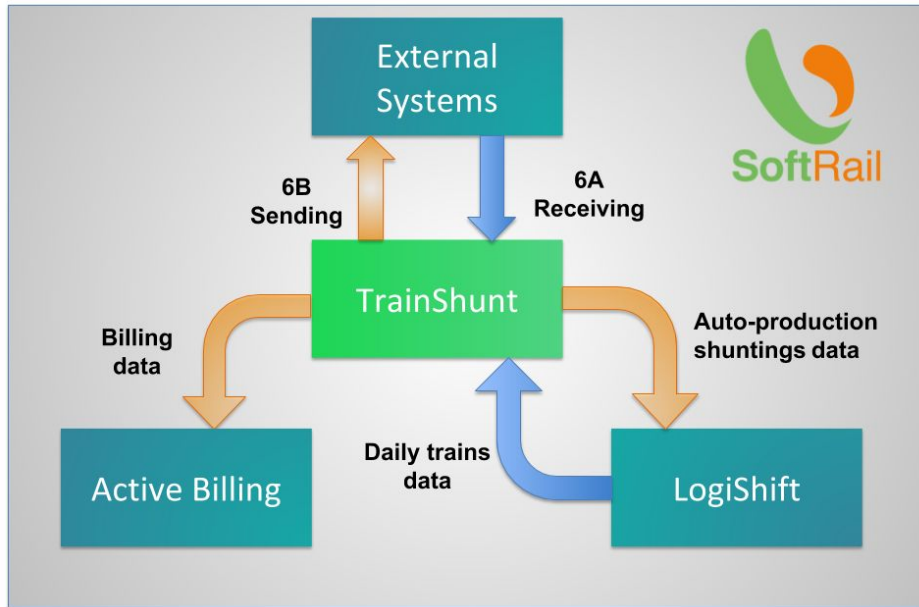 External
Systems
SoftRail
6B
Sending
6A
Receiving
TrainShunt
Billing
data
Auto-production
shuntings data
Daily trains
data
Active Billing
LogiShift